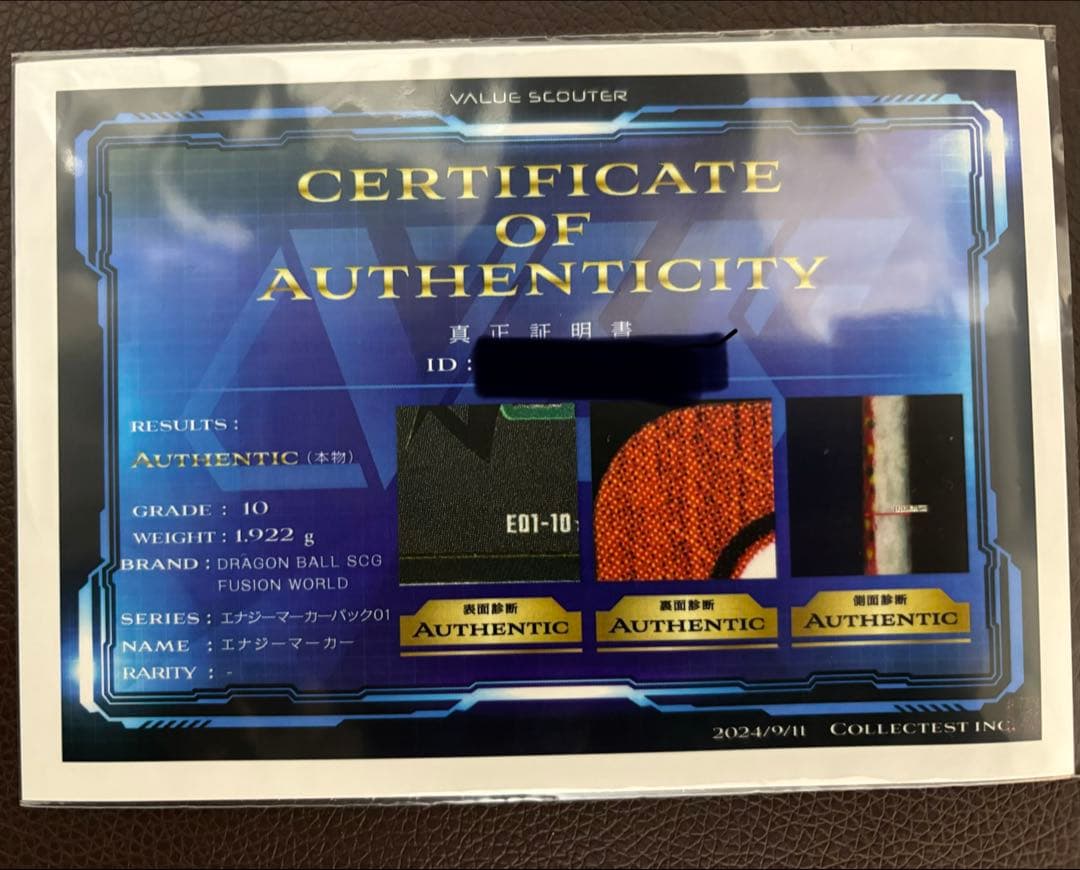 VALUE SCOUTER
CERTIFICATE
OF
AUTHENTICITY
真正証明書
ID :
RESULTS :
AUTHENTIC (本物)
GRADE : 10
WEIGHT : 1.922 g
BRAND : DRAGON BALL SCG
FUSION WORLD
SERIES : エナジーマーカーパック01
NAME : エナジーマーカー
RARITY : -
E01-10
表面診断
AUTHENTIC
裏面診断
AUTHENTIC
側面診断
AUTHENTIC
2024/9/11 COLLECTEST INC.